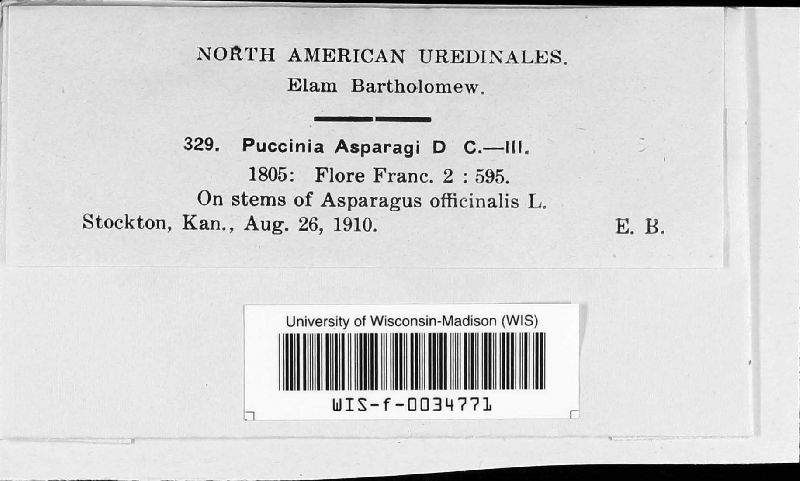 NORTH AMERICAN UREDINALES.
Elam Bartholomew.
329. Puccinia Asparagi D C.—III.
1805: Flore Franc. 2 : 595.
On stems of Asparagus officinalis L.
Stockton, Kan., Aug. 26, 1910. E. B.
University of Wisconsin-Madison (WIS)
WIS-f-0034771